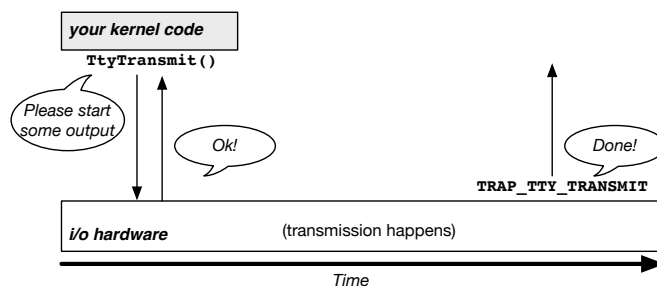 your kernel code
TtyTransmit()
Please start
some output
Ok!
Done!
TRAP_TTY_TRANSMIT
i/o hardware
(transmission happens)
Time